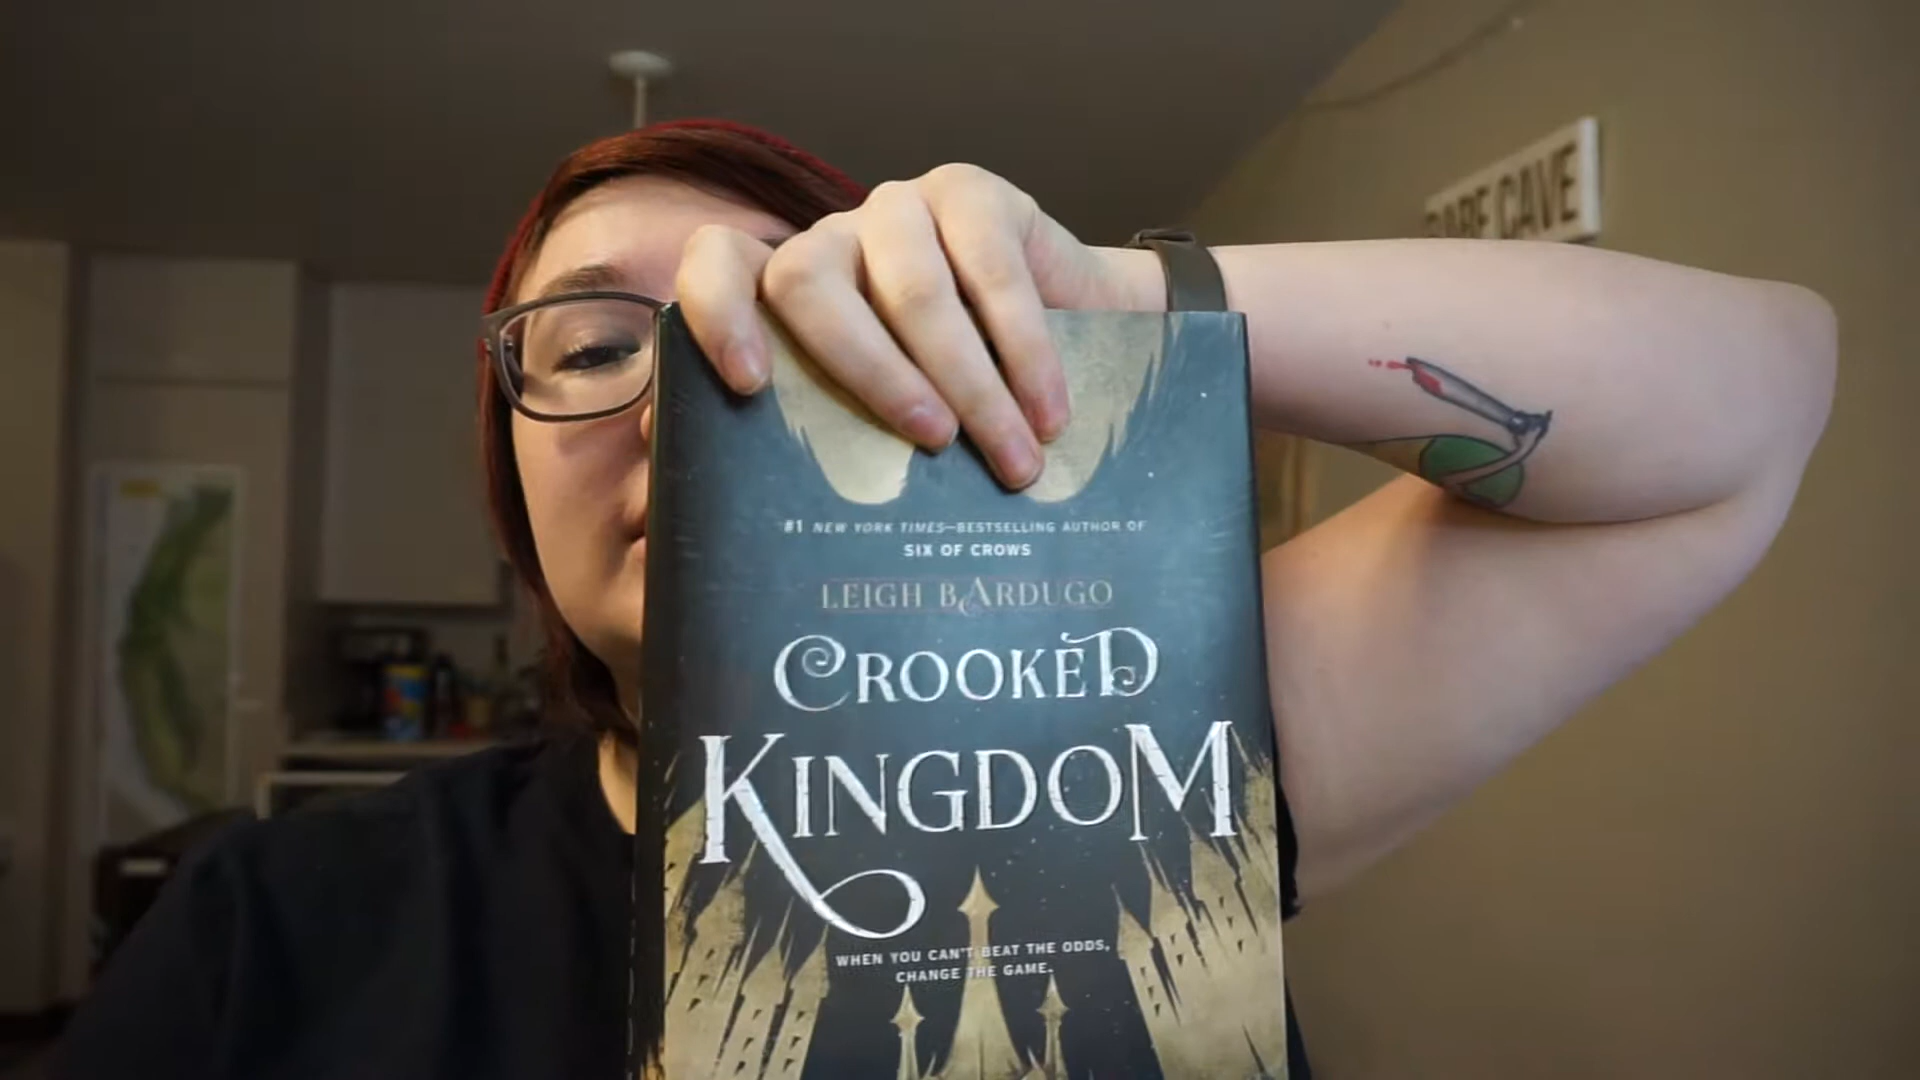 BABE CAVE
#1 NEW YORK TIMES—BESTSELLING AUTHOR OF
SIX OF CROWS
LEIGH BARDUGO
CROOKED
KINGDOM
WHEN YOU CAN'T BEAT THE ODDS,
CHANGE THE GAME.